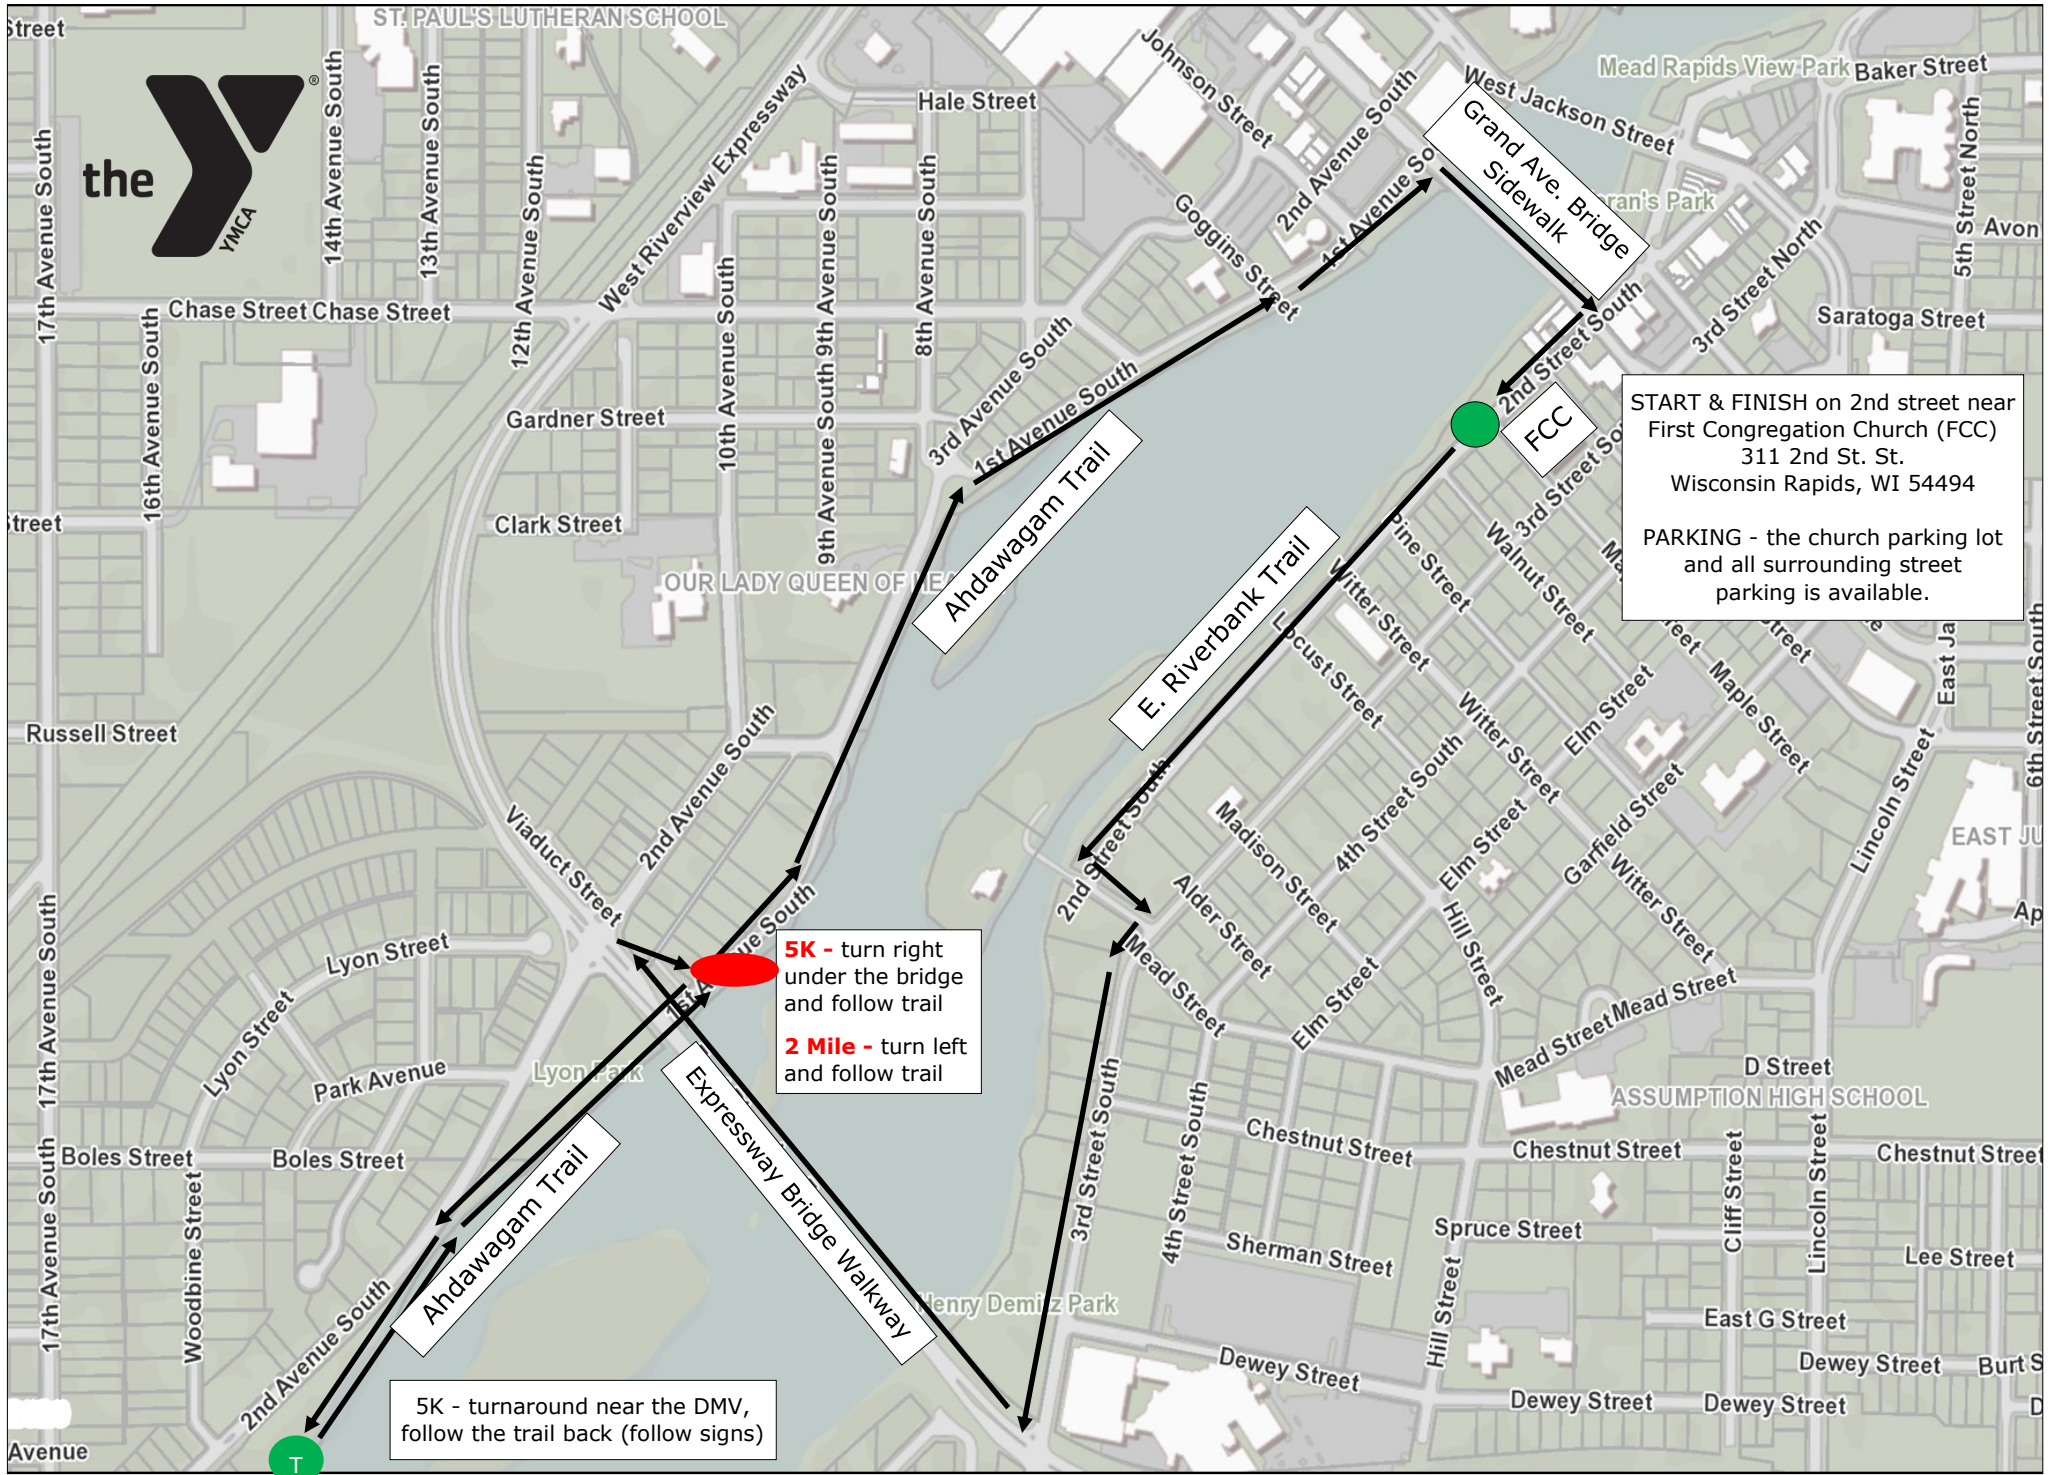 Street
ST. PAUL'S LUTHERAN SCHOOL
the
®
YMCA
17th Avenue South
14th Avenue South
13th Avenue South
12th Avenue South
West Riverview Expressway
Hale Street
8th Avenue South
9th Avenue South
10th Avenue South
Johnson Street
2nd Avenue South
1st Avenue So
Goggins Street
West Jackson Street
Mead Rapids View Park
Baker Street
5th Street North
Avon
Grand Ave. Bridge
Sidewalk
ran's Park
3rd Street North
Saratoga Street
Chase Street
Chase Street
16th Avenue South
Gardner Street
Clark Street
9th Avenue South
3rd Avenue South
1st Avenue South
1st Avenue South
2nd Street South
2nd Street South
FCC
START & FINISH on 2nd street near
First Congregation Church (FCC)
311 2nd St. St.
Wisconsin Rapids, WI 54494
PARKING - the church parking lot
and all surrounding street
parking is available.
Street
OUR LADY QUEEN OF HEA
Ahdawagam Trail
E. Riverbank Trail
Pine Street
Walnut Street
3rd Street Sou
Witter Street
Locust Street
Witter Street
Elm Street
Maple Street
East Ja
6th Street South
Russell Street
2nd Avenue South
Viaduct Street
2nd Street South
2nd Street South
Madison Street
4th Street South
Elm Street
Garfield Street
Witter Street
Lincoln Street
EAST JU
Alder Street
Hill Street
Ap
17th Avenue South
Lyon Street
Lyon Street
5K - turn right
under the bridge
and follow trail
2 Mile - turn left
and follow trail
Mead Street
Elm Street
Mead Street
Mead Street
D Street
ASSUMPTION HIGH SCHOOL
Park Avenue
Lyon Park
Boles Street
Boles Street
17th Avenue South
Woodbine Street
Ahdawagam Trail
Expressway Bridge Walkway
3rd Street South
4th Street South
Chestnut Street
Chestnut Street
Chestnut Street
Cliff Street
Lincoln Street
Sherman Street
Spruce Street
Lee Street
Henry Demitz Park
Hill Street
East G Street
Dewey Street
Dewey Street
Burt S
2nd Avenue South
5K - turnaround near the DMV,
follow the trail back (follow signs)
Dewey Street
Dewey Street
D
Avenue
T